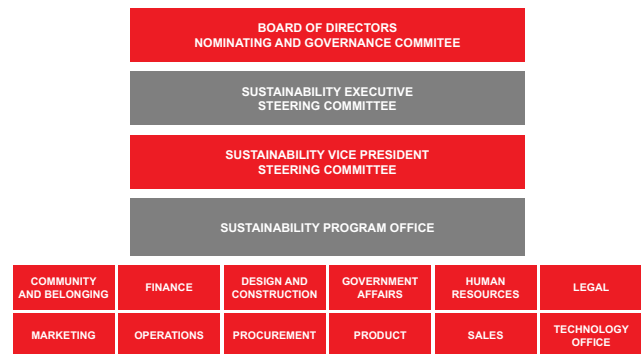 BOARD OF DIRECTORS
NOMINATING AND GOVERNANCE COMMITEE
SUSTAINABILITY EXECUTIVE
STEERING COMMITTEE
SUSTAINABILITY VICE PRESIDENT
STEERING COMMITTEE
SUSTAINABILITY PROGRAM OFFICE
COMMUNITY
AND BELONGING
FINANCE
DESIGN AND
CONSTRUCTION
GOVERNMENT
AFFAIRS
HUMAN
RESOURCES
LEGAL
MARKETING
OPERATIONS
PROCUREMENT
PRODUCT
SALES
TECHNOLOGY
OFFICE